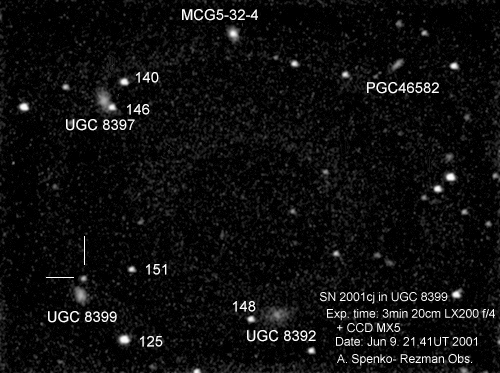 MCG5-32-4
140
PGC46582
146
UGC 8397
151
SN 2001cj in UGC 8399
148
UGC 8399
Exp. time: 3min 20cm LX200 f/4
+ CCD MX5
UGC 8392
125
Date: Jun 9. 21,41UT 2001
A. Spenko- Rezman Obs.